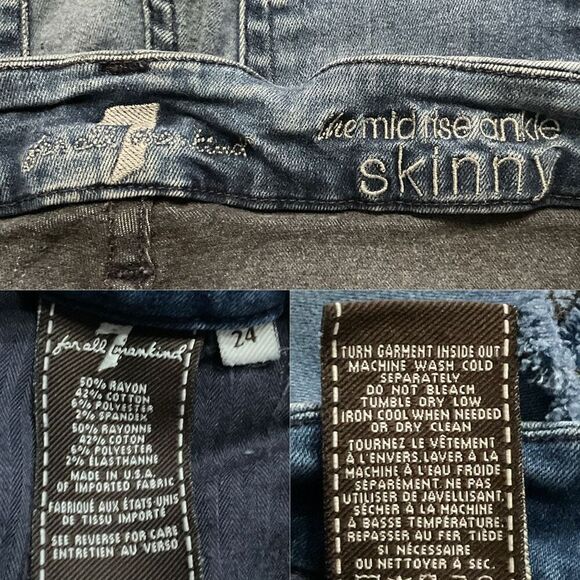 7
for all mankind
the mid rise/ankle
skinny
7
for all mankind
24
50% RAYON
42% COTTON
6% POLYESTER
2% SPANDEX
50% RAYONNE
42% COTON
6% POLYESTER
2% ÉLASTHANNE
MADE IN U.S.A.
OF IMPORTED FABRIC
FABRIQUÉ AUX ÉTATS-UNIS
DE TISSU IMPORTÉ
SEE REVERSE FOR CARE
ENTRETIEN AU VERSO
TURN GARMENT INSIDE OUT
MACHINE WASH COLD
SEPARATELY
DO NOT BLEACH
TUMBLE DRY LOW
IRON COOL WHEN NEEDED
OR DRY CLEAN
TOURNEZ LE VÊTEMENT
À L'ENVERS. LAVER À LA
MACHINE À L'EAU FROIDE
SÉPARÉMENT. NE PAS
UTILISER DE JAVELLISANT.
SÉCHER À LA MACHINE
À BASSE TEMPÉRATURE.
REPASSER AU FER TIÈDE
SI NÉCESSAIRE
OU NETTOYER À SEC.